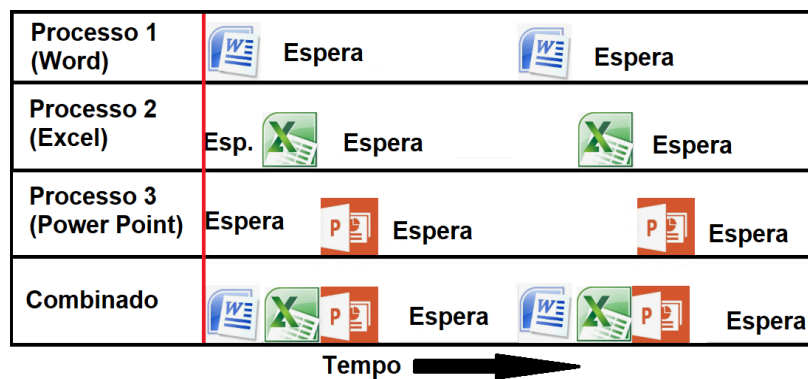 Processo 1
(Word)
Espera
Espera
Processo 2
(Excel)
Esp.
Espera
Espera
Processo 3
(Power Point)
Espera
Espera
Espera
Combinado
Espera
Espera
Tempo